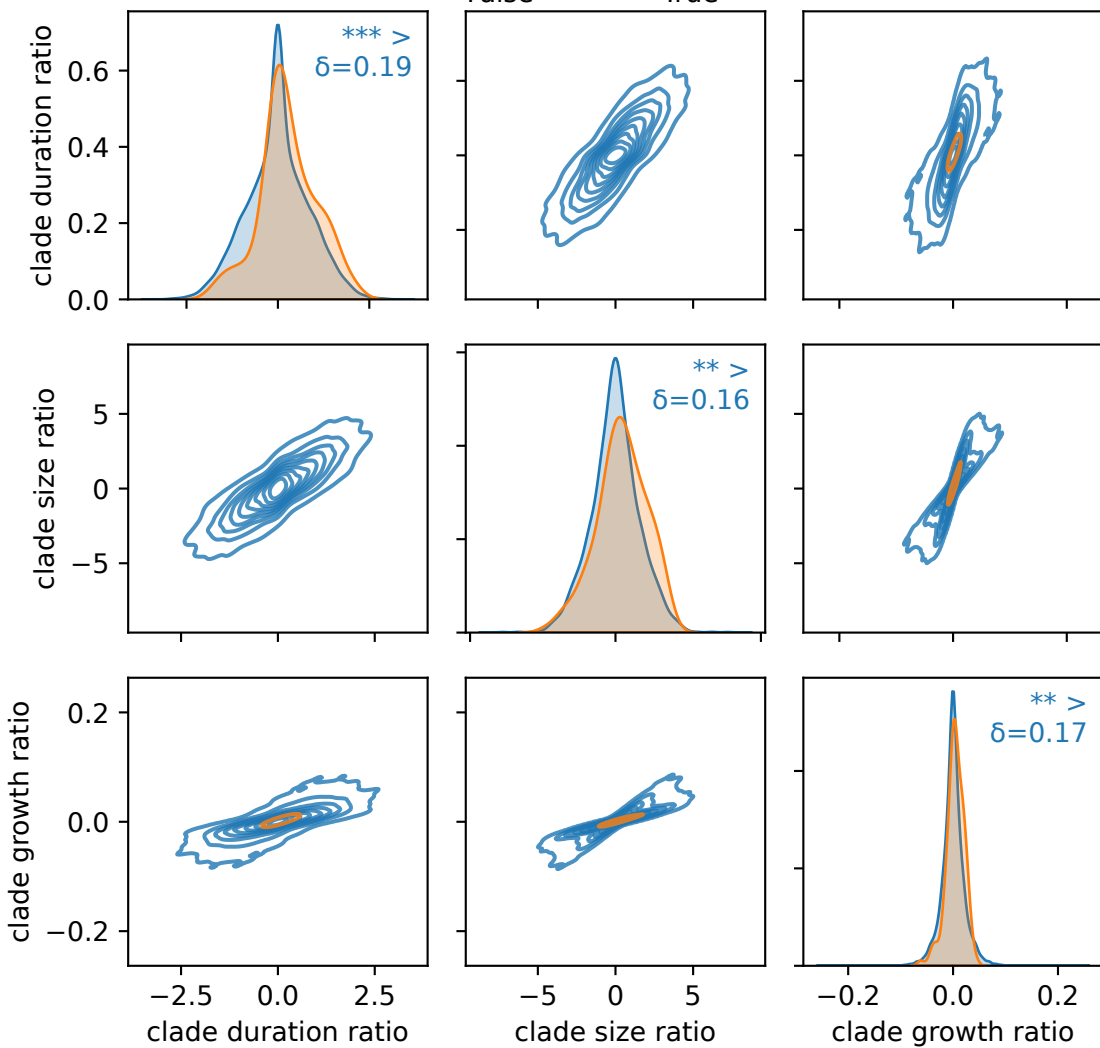 *** >
δ=0.19
clade duration ratio
0.6
0.4
0.2
0.0
** >
δ=0.16
clade size ratio
5
0
−5
** >
δ=0.17
clade growth ratio
0.2
0.0
−0.2
−2.5 0.0 2.5 −5 0 5 −0.2 0.0 0.2
clade duration ratio clade size ratio clade growth ratio